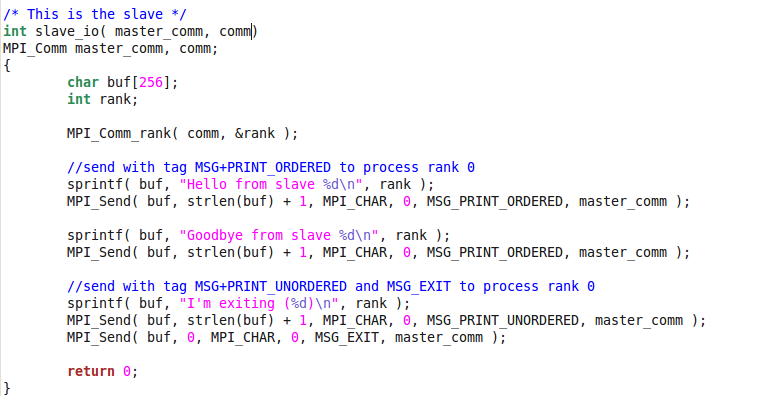 /* This is the slave */
int slave_io( master_comm, comm)
MPI_Comm master_comm, comm;
{
char buf[256];
int rank;
MPI_Comm_rank( comm, &rank );
//send with tag MSG+PRINT_ORDERED to process rank 0
sprintf( buf, "Hello from slave %d\n", rank );
MPI_Send( buf, strlen(buf) + 1, MPI_CHAR, 0, MSG_PRINT_ORDERED, master_comm );
sprintf( buf, "Goodbye from slave %d\n", rank );
MPI_Send( buf, strlen(buf) + 1, MPI_CHAR, 0, MSG_PRINT_ORDERED, master_comm );
//send with tag MSG+PRINT_UNORDERED and MSG_EXIT to process rank 0
sprintf( buf, "I'm exiting (%d)\n", rank );
MPI_Send( buf, strlen(buf) + 1, MPI_CHAR, 0, MSG_PRINT_UNORDERED, master_comm );
MPI_Send( buf, 0, MPI_CHAR, 0, MSG_EXIT, master_comm );
return 0;
}